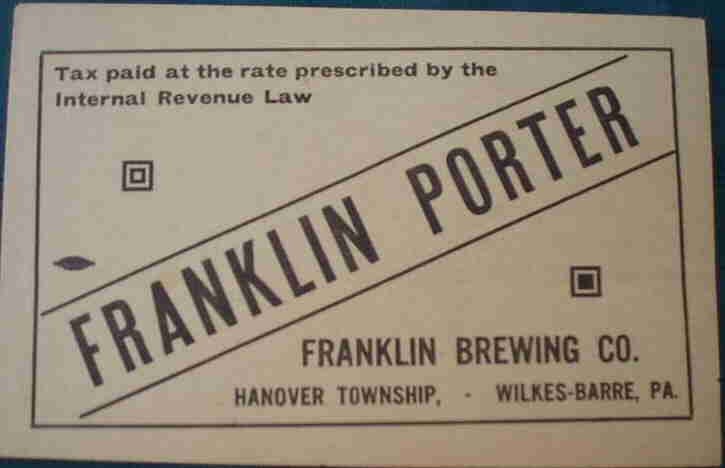 Tax paid at the rate prescribed by the
Internal Revenue Law
FRANKLIN PORTER
FRANKLIN BREWING CO.
HANOVER TOWNSHIP, - WILKES-BARRE, PA.